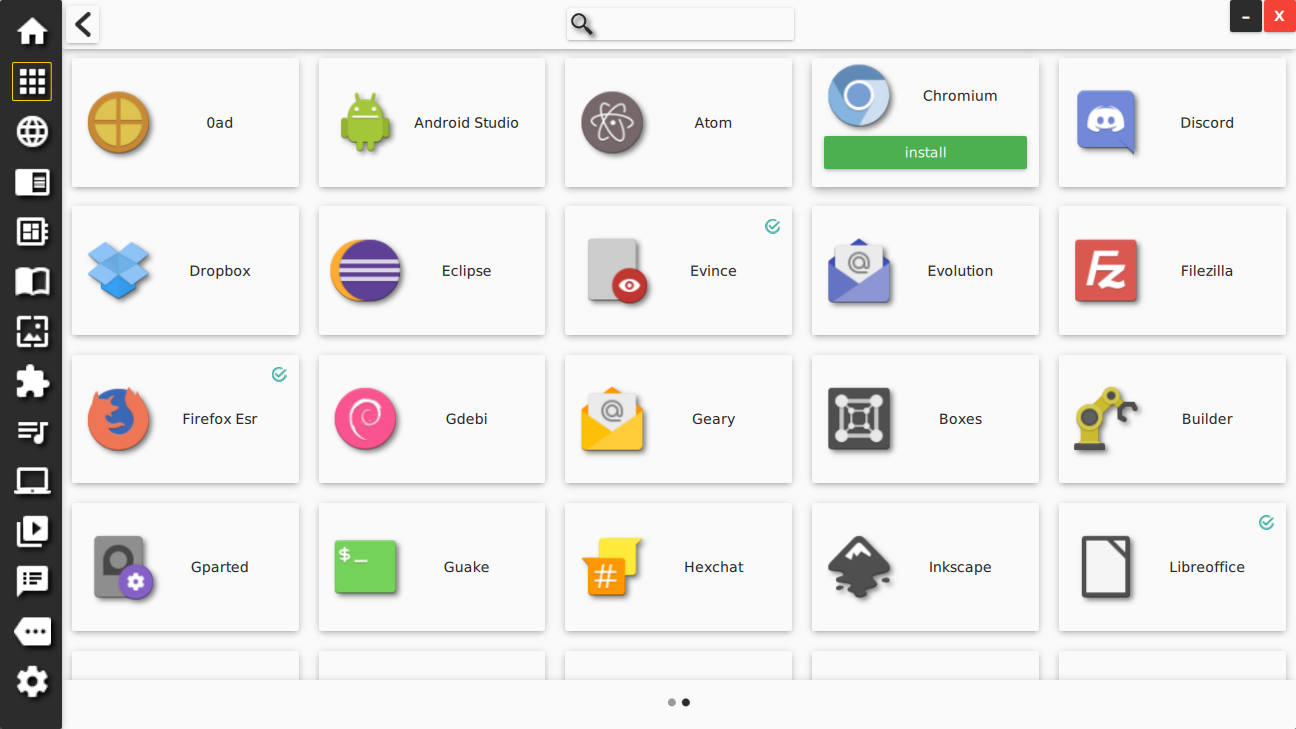 –
X
0ad
Android Studio
Atom
Chromium
install
Discord
Dropbox
Eclipse
@
Evince
Evolution
Fz
Filezilla
Firefox Esr
Gdebi
@
Geary
Boxes
Builder
Gparted
$_
Guake
#
Hexchat
Inkscape
Libreoffice